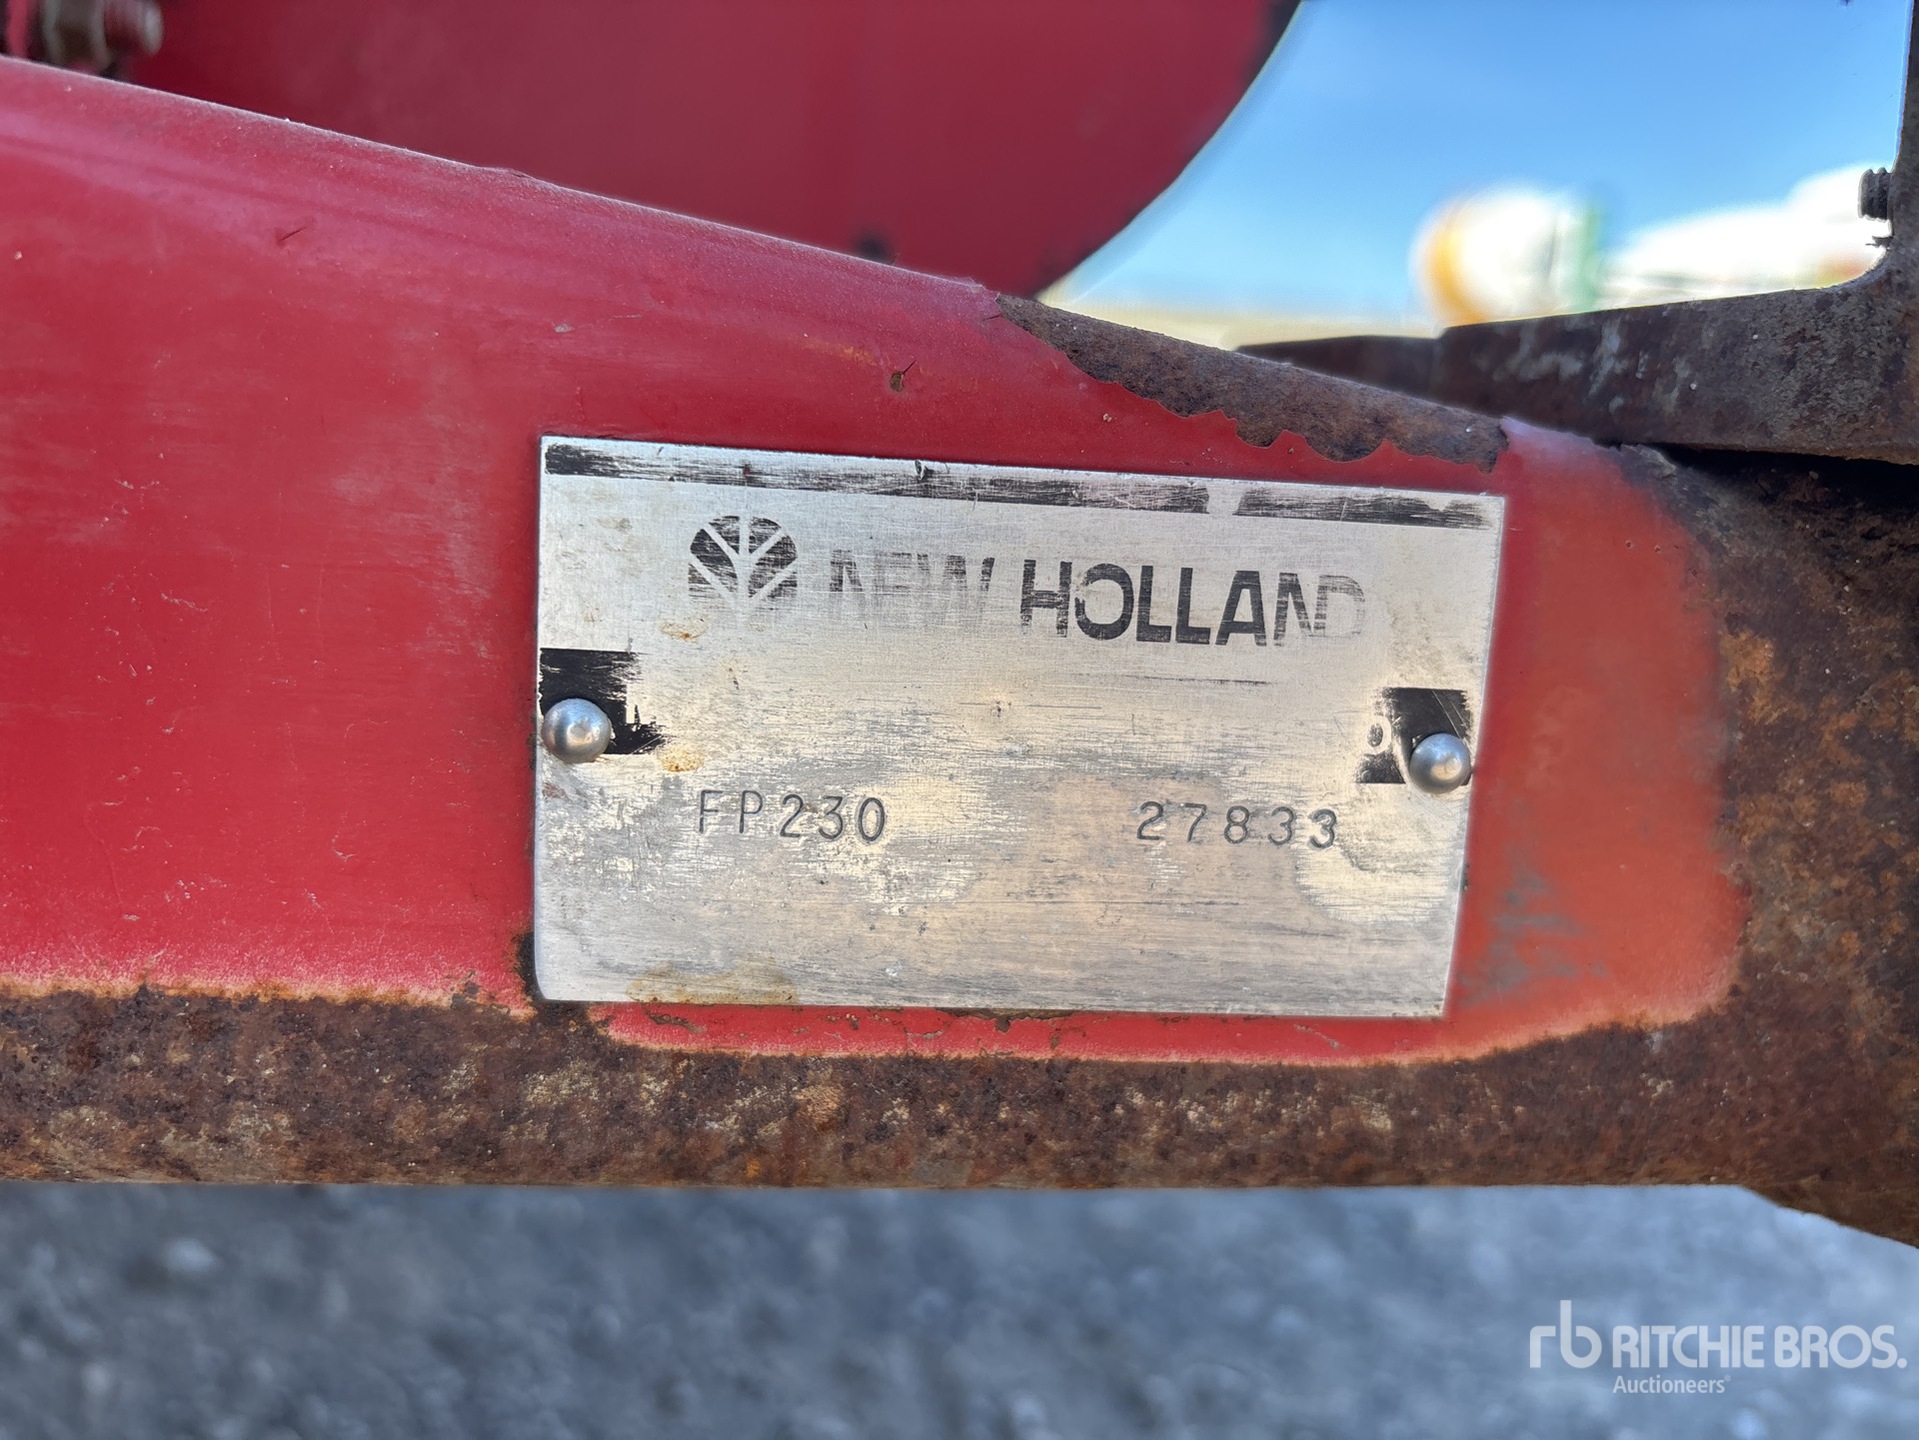 NEW HOLLAND
FP230 27833
rb RITCHIE BROS.
Auctioneers®